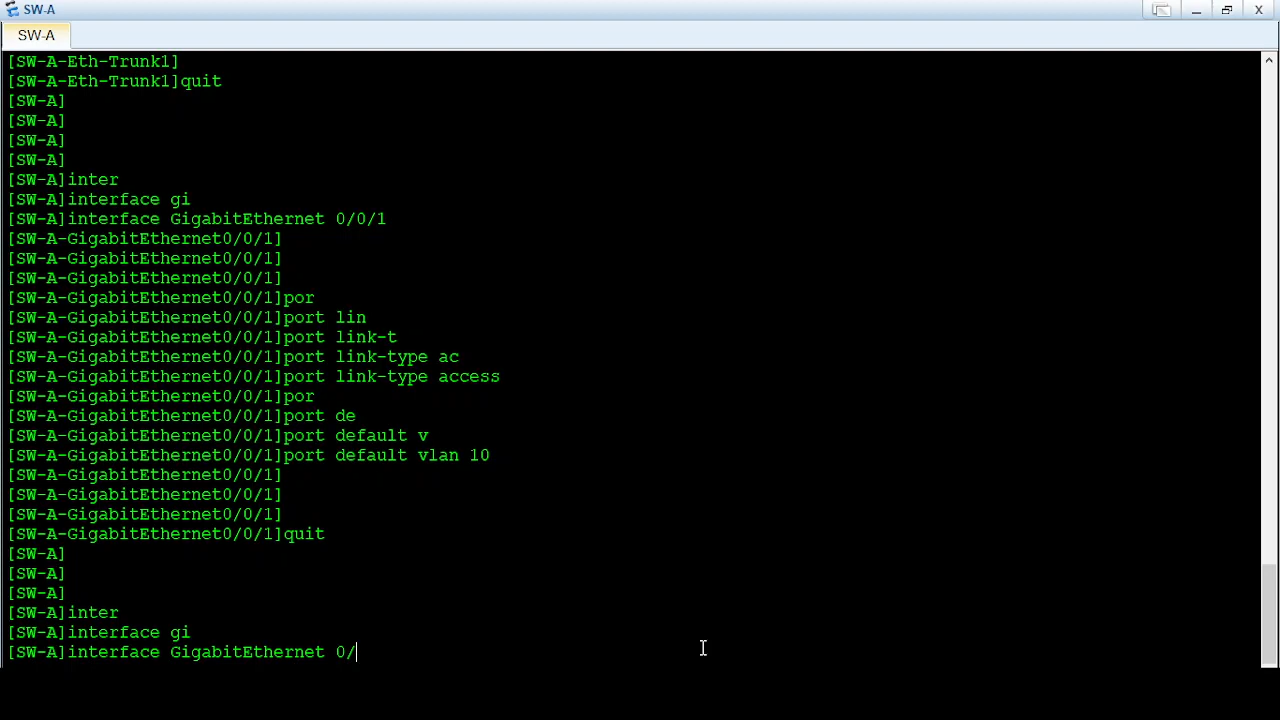 SW-A
SW-A
[SW-A-Eth-Trunk1]
[SW-A-Eth-Trunk1]quit
[SW-A]
[SW-A]
[SW-A]
[SW-A]
[SW-A]inter
[SW-A]interface gi
[SW-A]interface GigabitEthernet 0/0/1
[SW-A-GigabitEthernet0/0/1]
[SW-A-GigabitEthernet0/0/1]
[SW-A-GigabitEthernet0/0/1]
[SW-A-GigabitEthernet0/0/1]por
[SW-A-GigabitEthernet0/0/1]port lin
[SW-A-GigabitEthernet0/0/1]port link-t
[SW-A-GigabitEthernet0/0/1]port link-type ac
[SW-A-GigabitEthernet0/0/1]port link-type access
[SW-A-GigabitEthernet0/0/1]por
[SW-A-GigabitEthernet0/0/1]port de
[SW-A-GigabitEthernet0/0/1]port default v
[SW-A-GigabitEthernet0/0/1]port default vlan 10
[SW-A-GigabitEthernet0/0/1]
[SW-A-GigabitEthernet0/0/1]
[SW-A-GigabitEthernet0/0/1]
[SW-A-GigabitEthernet0/0/1]quit
[SW-A]
[SW-A]
[SW-A]
[SW-A]inter
[SW-A]interface gi
[SW-A]interface GigabitEthernet 0/